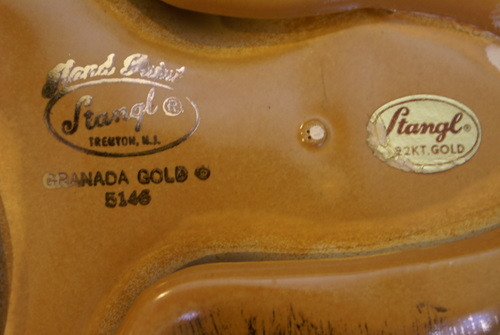 Hand Paint
Stangl ®
TRENTON, N.J.
GRANADA GOLD ©
5146
Stangl®
22KT. GOLD